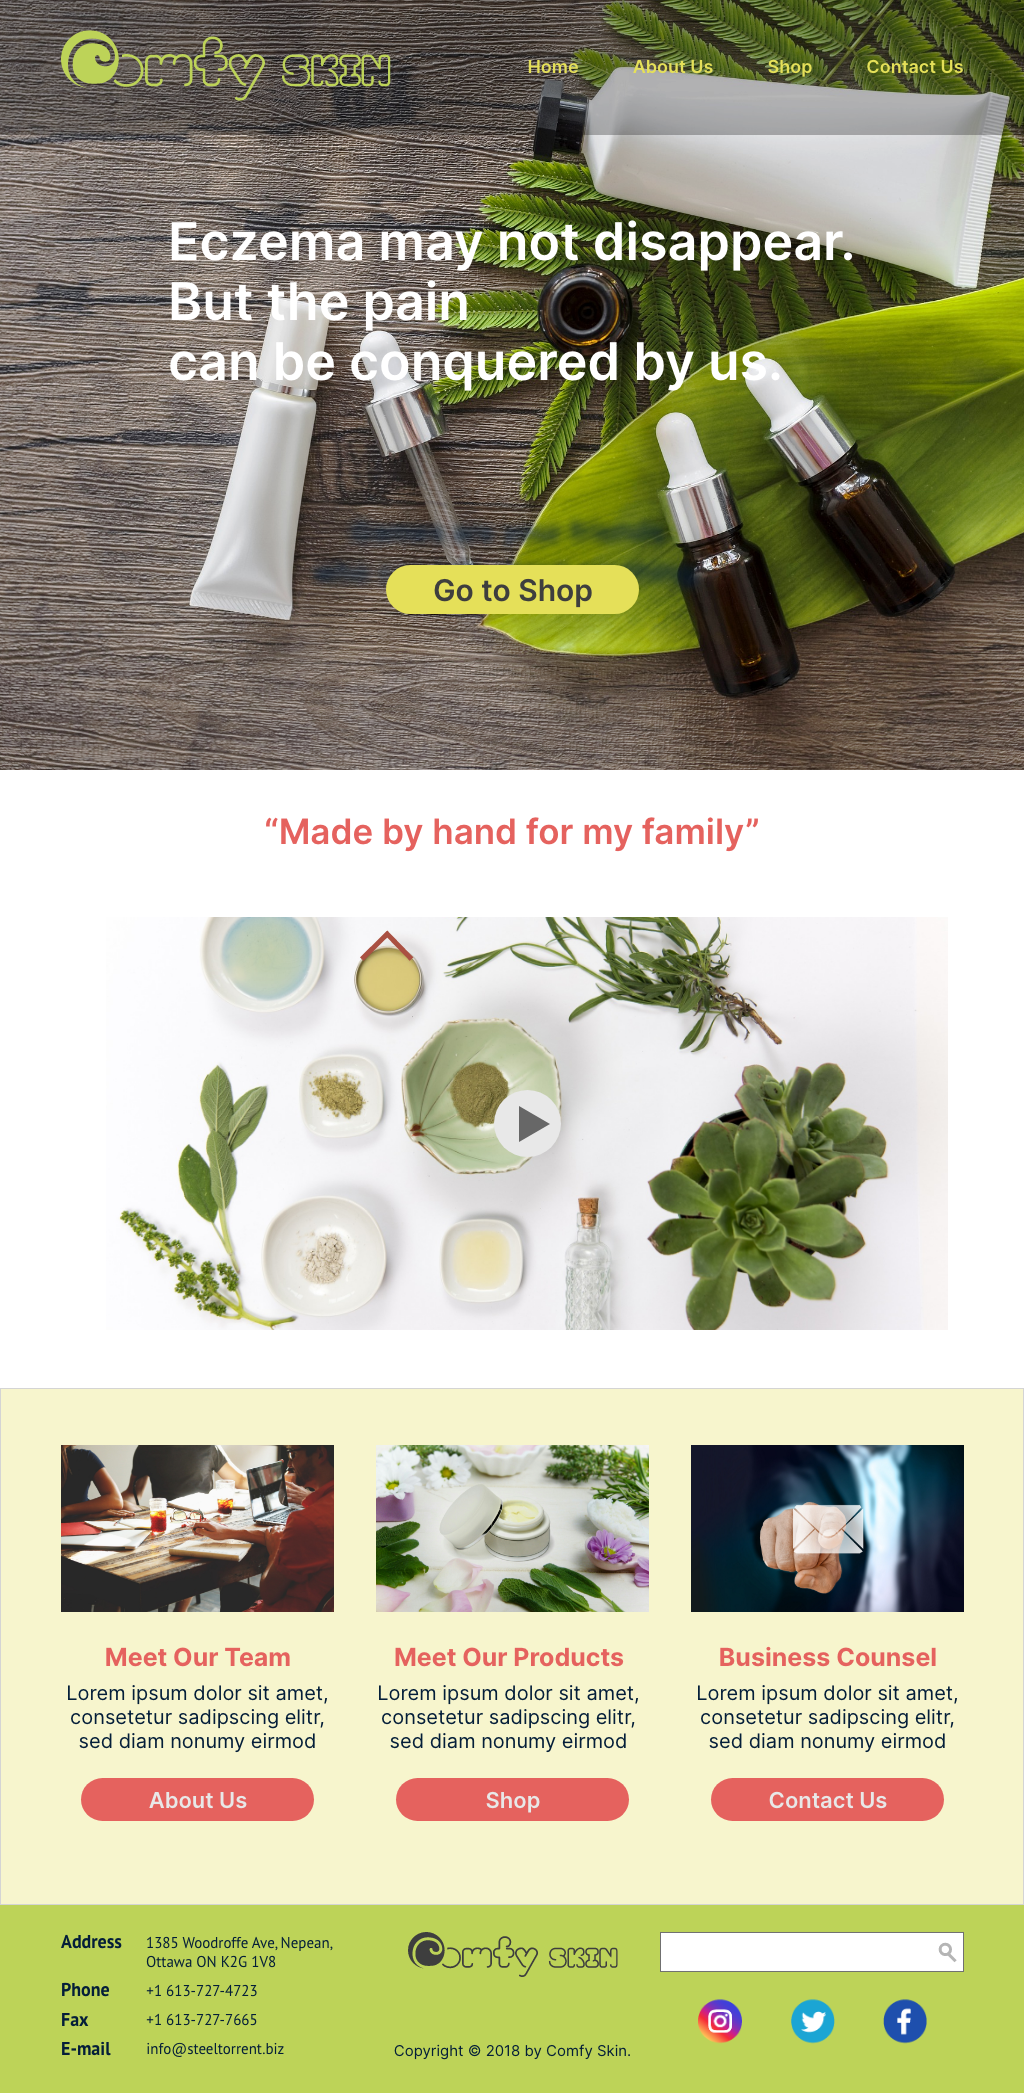 Comfy SKIN
Home About Us Shop Contact Us
Eczema may not disappear.
But the pain
can be conquered by us.
Go to Shop
“Made by hand for my family”
Meet Our Team
Lorem ipsum dolor sit amet,
consetetur sadipscing elitr,
sed diam nonumy eirmod
About Us
Meet Our Products
Lorem ipsum dolor sit amet,
consetetur sadipscing elitr,
sed diam nonumy eirmod
Shop
Business Counsel
Lorem ipsum dolor sit amet,
consetetur sadipscing elitr,
sed diam nonumy eirmod
Contact Us
Address 1385 Woodroffe Ave, Nepean,
Ottawa ON K2G 1V8
Phone +1 613-727-4723
Fax +1 613-727-7665
E-mail info@steeltorrent.biz
Comfy SKIN
Copyright © 2018 by Comfy Skin.